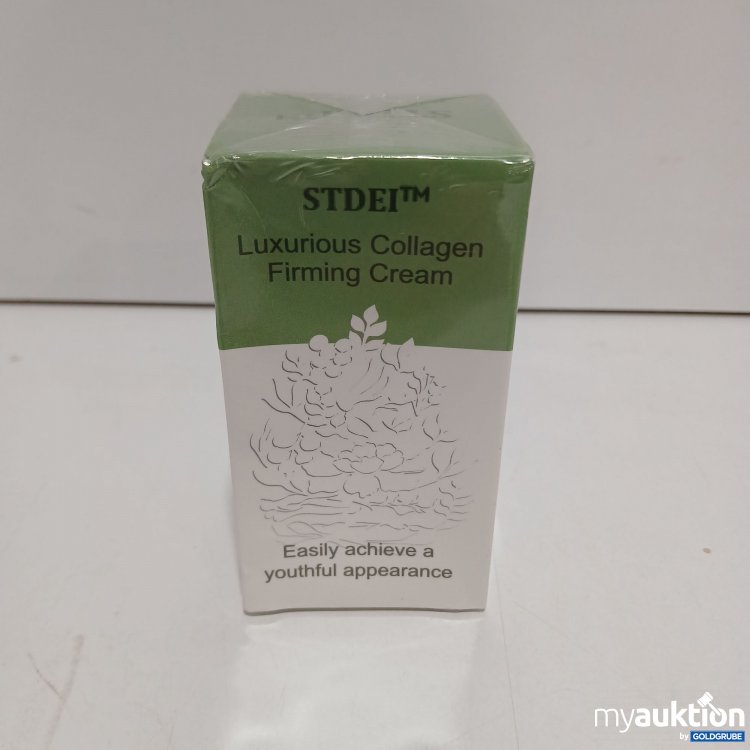 STDEI™
Luxurious Collagen
Firming Cream
Easily achieve a
youthful appearance
myauktion
by GOLDGRUBE